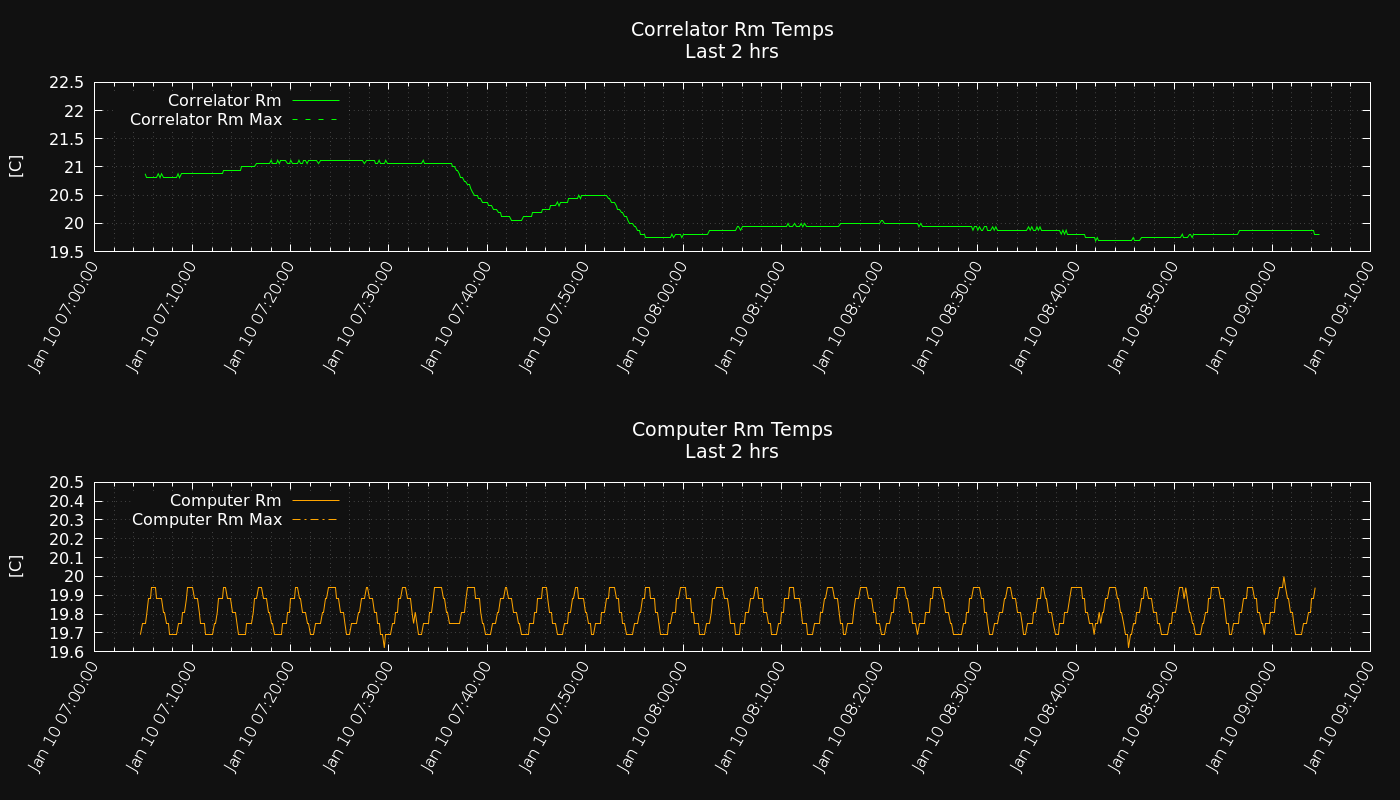 Correlator Rm Temps
Last 2 hrs
[C]
22.5
22
21.5
21
20.5
20
19.5
Correlator Rm
Correlator Rm Max
Jan 10 07:00:00
Jan 10 07:10:00
Jan 10 07:20:00
Jan 10 07:30:00
Jan 10 07:40:00
Jan 10 07:50:00
Jan 10 08:00:00
Jan 10 08:10:00
Jan 10 08:20:00
Jan 10 08:30:00
Jan 10 08:40:00
Jan 10 08:50:00
Jan 10 09:00:00
Jan 10 09:10:00
Computer Rm Temps
Last 2 hrs
[C]
20.5
20.4
20.3
20.2
20.1
20
19.9
19.8
19.7
19.6
Computer Rm
Computer Rm Max
Jan 10 07:00:00
Jan 10 07:10:00
Jan 10 07:20:00
Jan 10 07:30:00
Jan 10 07:40:00
Jan 10 07:50:00
Jan 10 08:00:00
Jan 10 08:10:00
Jan 10 08:20:00
Jan 10 08:30:00
Jan 10 08:40:00
Jan 10 08:50:00
Jan 10 09:00:00
Jan 10 09:10:00